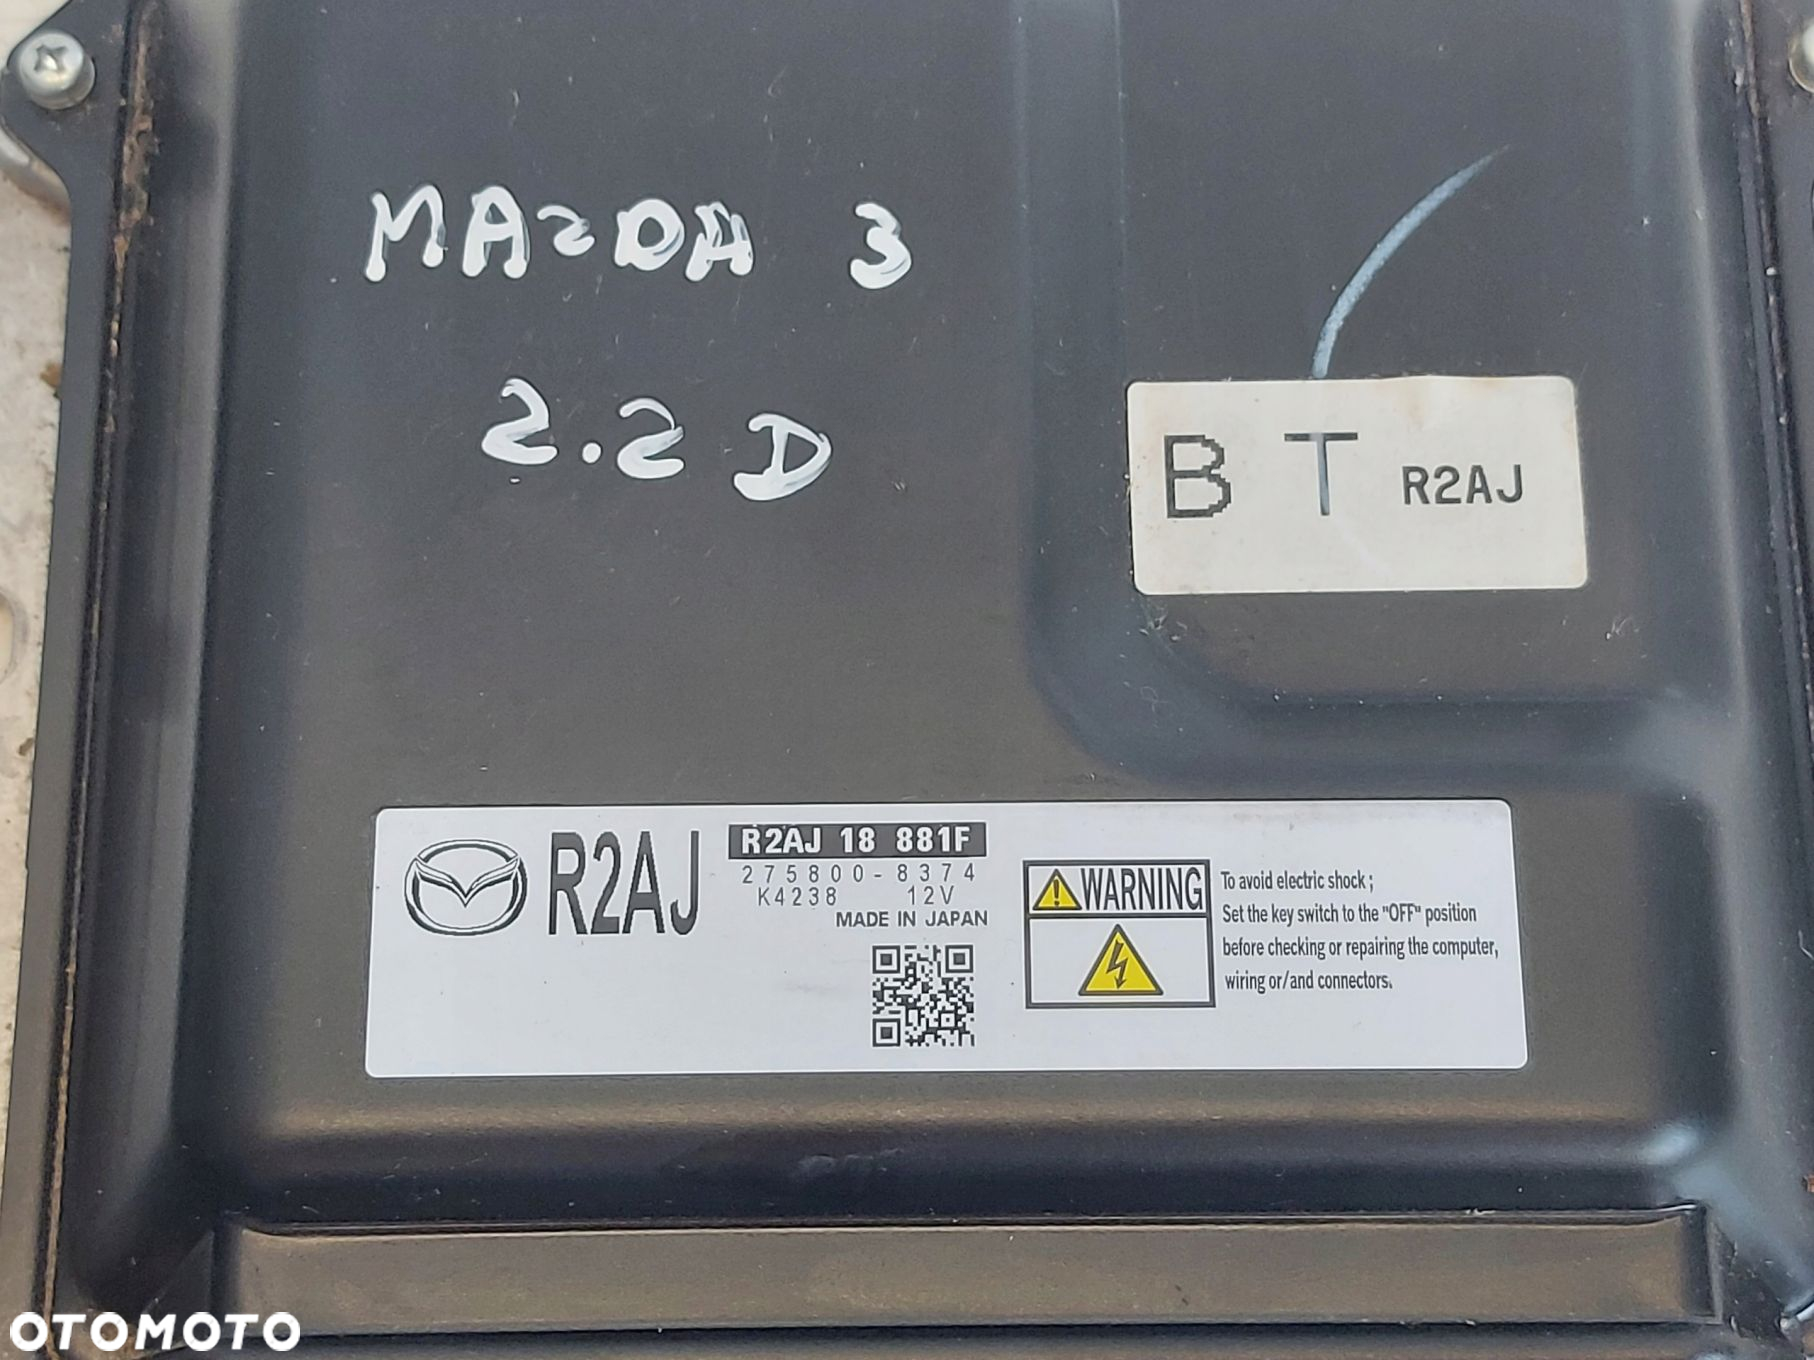 MAZDA 3
2.2 D
B T R2AJ
R2AJ
R2AJ 18 881F
275800-8374
K4238 12V
MADE IN JAPAN
WARNING
To avoid electric shock ;
Set the key switch to the "OFF" position
before checking or repairing the computer,
wiring or/and connectors.
OTOMOTO